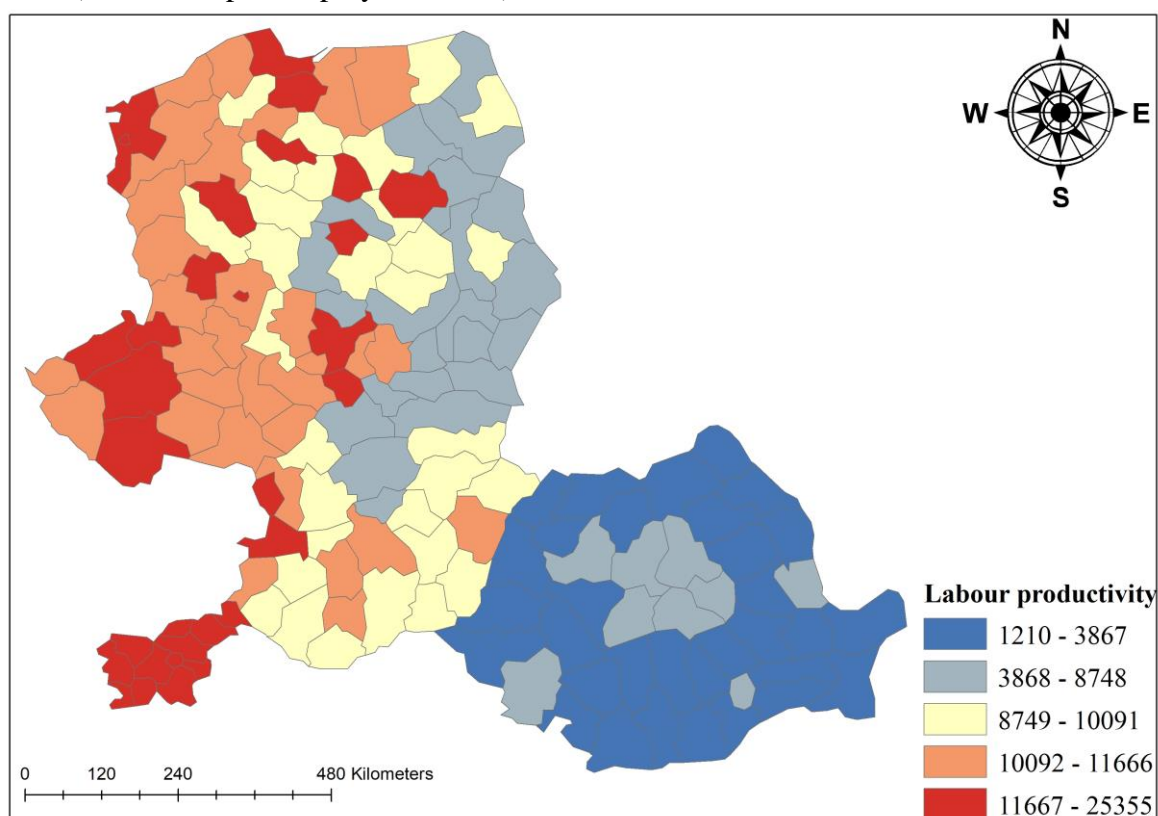 N
W E
S
Labour productivity
1210 - 3867
3868 - 8748
8749 - 10091
10092 - 11666
11667 - 25355
0 120 240 480 Kilometers